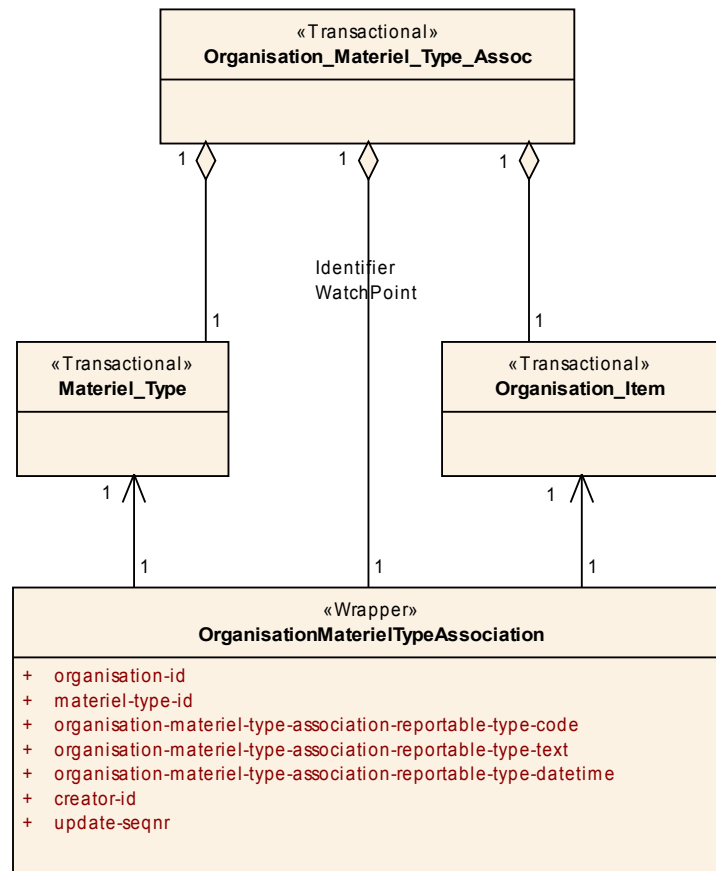 «Transactional»
Organisation_Materiel_Type_Assoc
1
1
1
Identifier
WatchPoint
1
1
«Transactional»
Materiel_Type
«Transactional»
Organisation_Item
1
1
1
1
1
«Wrapper»
OrganisationMaterielTypeAssociation
+ organisation-id
+ materiel-type-id
+ organisation-materiel-type-association-reportable-type-code
+ organisation-materiel-type-association-reportable-type-text
+ organisation-materiel-type-association-reportable-type-datetime
+ creator-id
+ update-seqnr